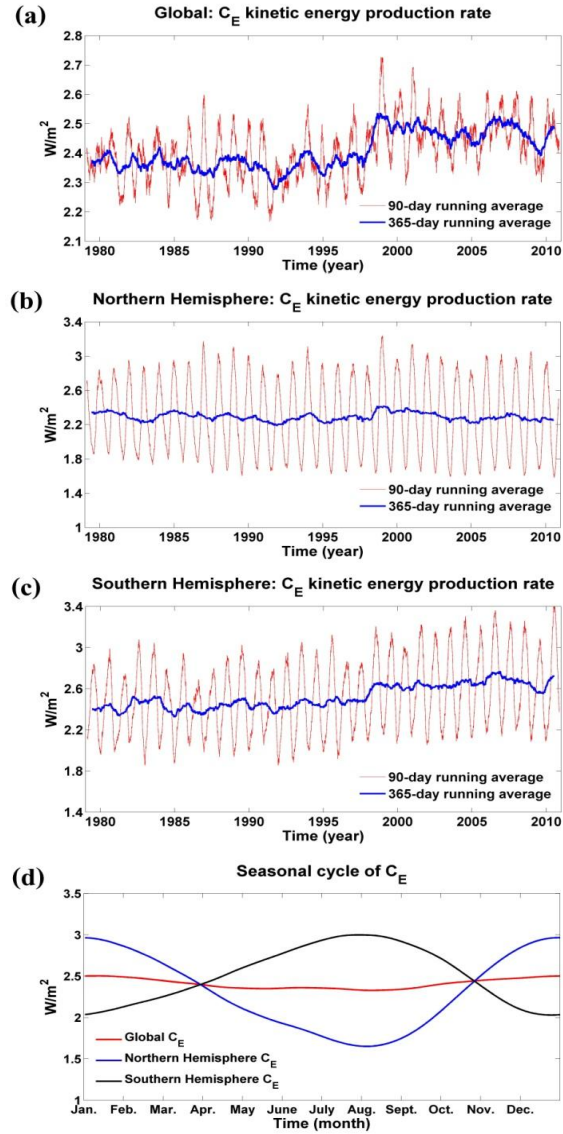 (a)
Global: CE kinetic energy production rate
2.8
2.7
2.6
2.5
2.4
2.3
2.2
2.1
W/m²
90-day running average
365-day running average
1980 1985 1990 1995 2000 2005 2010
Time (year)
(b)
Northern Hemisphere: CE kinetic energy production rate
3.4
3
2.6
2.2
1.8
1.4
1
W/m²
90-day running average
365-day running average
1980 1985 1990 1995 2000 2005 2010
Time (year)
(c)
Southern Hemisphere: CE kinetic energy production rate
3.4
3
2.6
2.2
1.8
1.4
W/m²
90-day running average
365-day running average
1980 1985 1990 1995 2000 2005 2010
Time (year)
(d)
Seasonal cycle of CE
3.5
3
2.5
2
1.5
1
W/m²
Global CE
Northern Hemisphere CE
Southern Hemisphere CE
Jan. Feb. Mar. Apr. May June July Aug. Sept. Oct. Nov. Dec.
Time (month)